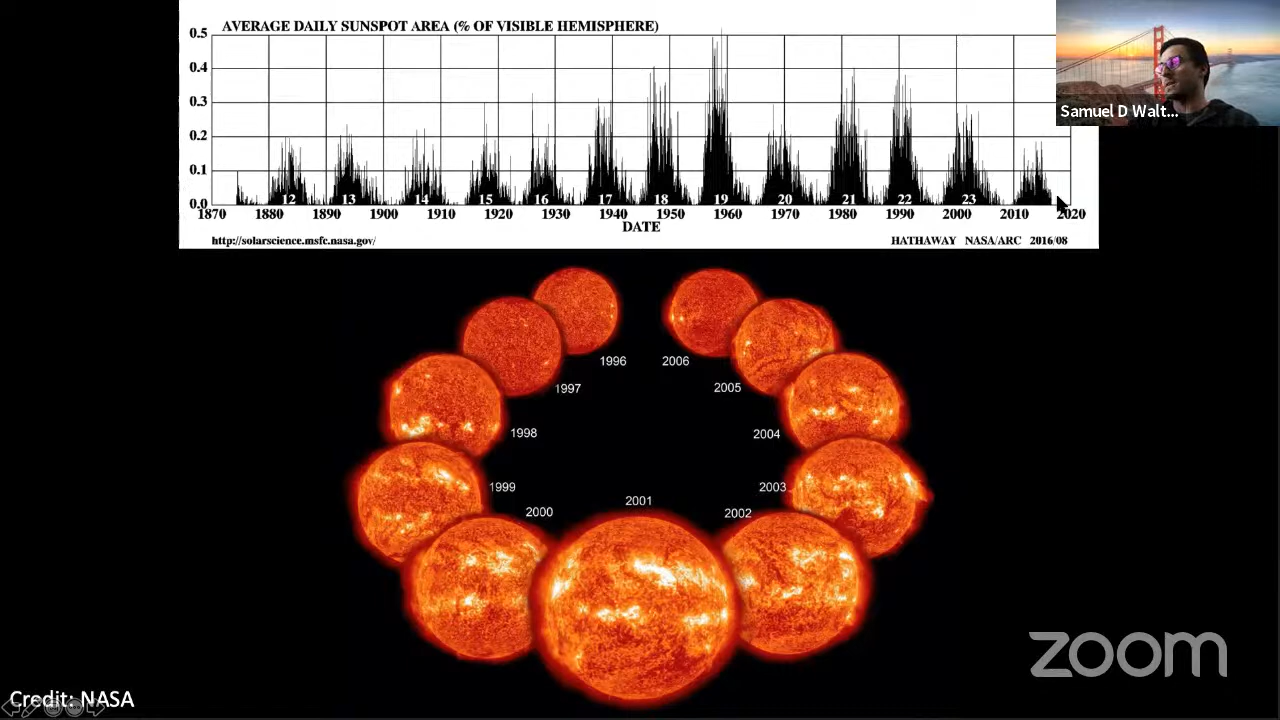 AVERAGE DAILY SUNSPOT AREA (% OF VISIBLE HEMISPHERE)
0.5
0.4
0.3
0.2
0.1
0.0
12 13 14 15 16 17 18 19 20 21 22 23
1870 1880 1890 1900 1910 1920 1930 1940 1950 1960 1970 1980 1990 2000 2010 2020
DATE
http://solarscience.msfc.nasa.gov/ HATHAWAY NASA/ARC 2016/08
Samuel D Walt...
1996 2006
1997 2005
1998 2004
1999 2003
2000 2001 2002
zoom
Credit: NASA